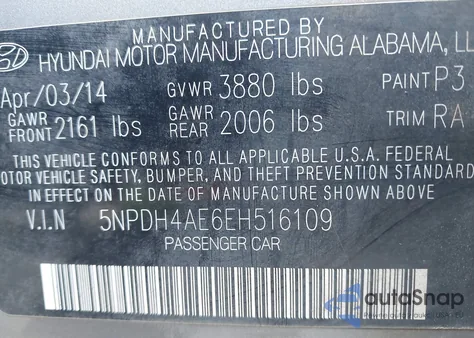 MANUFACTURED BY
HYUNDAI MOTOR MANUFACTURING ALABAMA, LL
Apr/03/14 GVWR 3880 lbs PAINT P3
GAWR FRONT 2161 lbs GAWR REAR 2006 lbs TRIM RA
THIS VEHICLE CONFORMS TO ALL APPLICABLE U.S.A. FEDERAL
OTOR VEHICLE SAFETY, BUMPER, AND THEFT PREVENTION STANDARD
IN EFFECT ON THE DATE OF MANUFACTURE SHOWN ABOVE
V.I.N 5NPDH4AE6EH516109
PASSENGER CAR
autoSnap